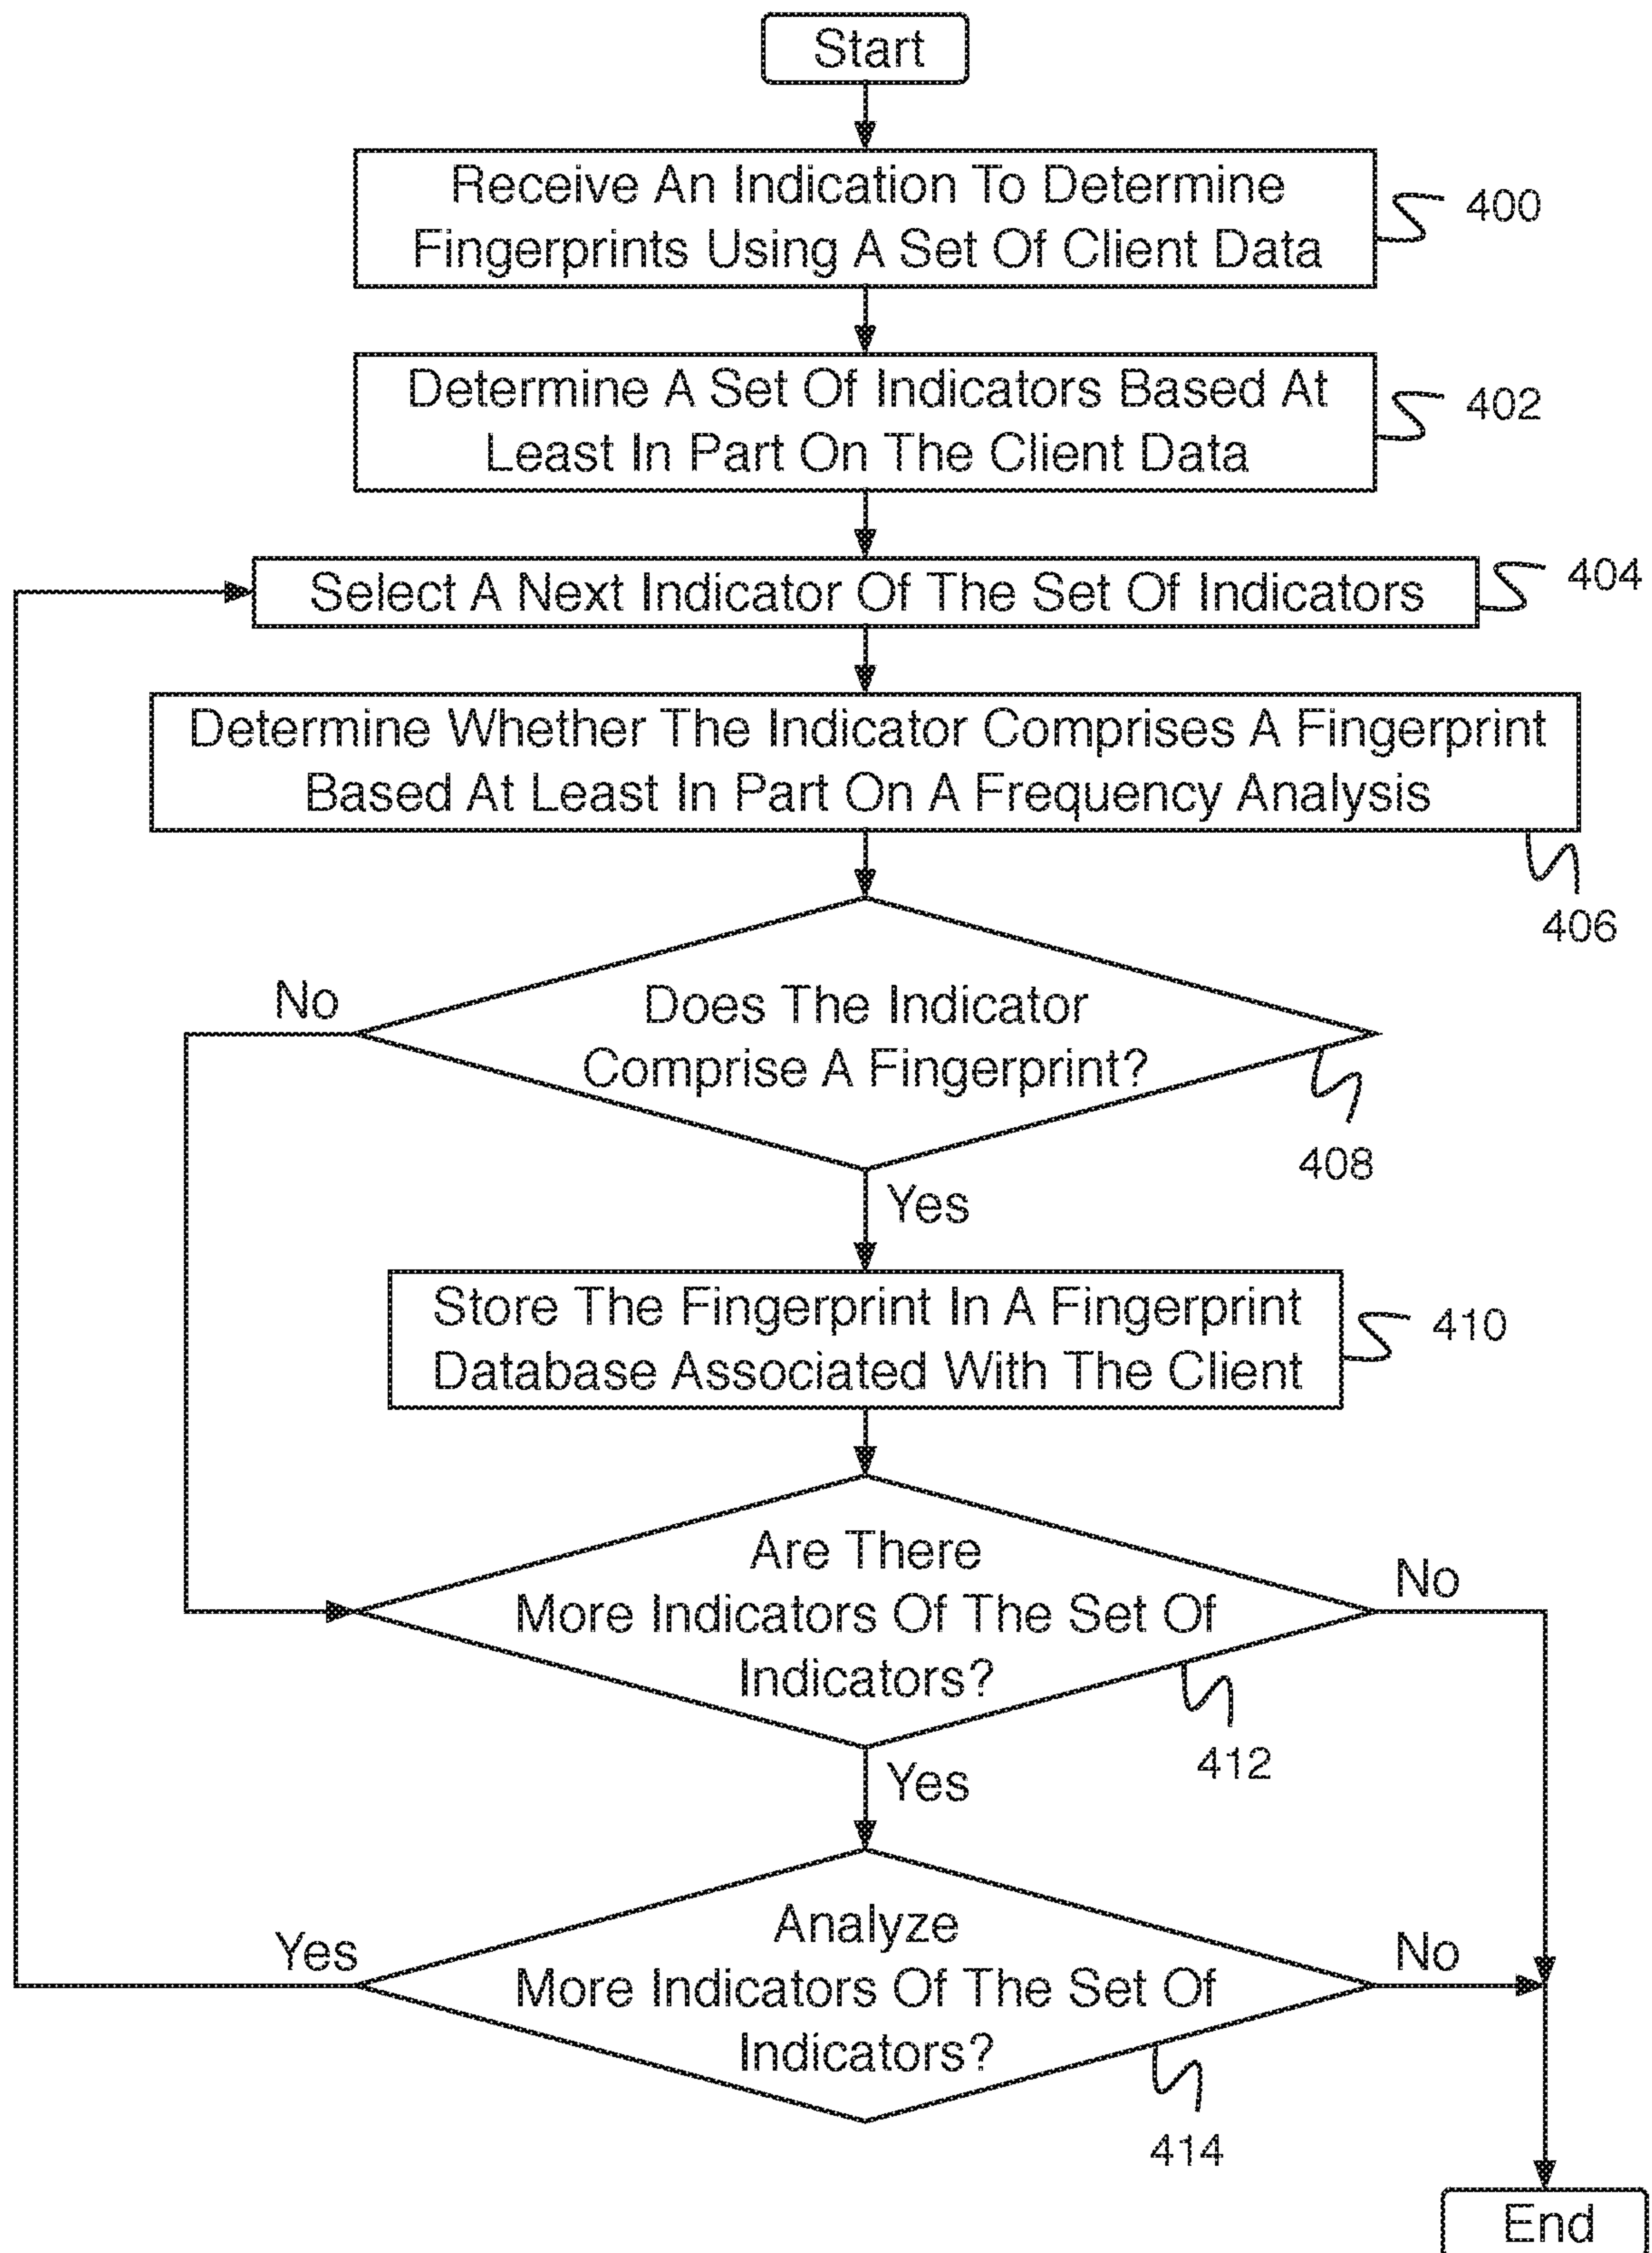 Start
Receive An Indication To Determine
Fingerprints Using A Set Of Client Data
400
Determine A Set Of Indicators Based At
Least In Part On The Client Data
402
Select A Next Indicator Of The Set Of Indicators
404
Determine Whether The Indicator Comprises A Fingerprint
Based At Least In Part On A Frequency Analysis
406
No
Does The Indicator
Comprise A Fingerprint?
408
Yes
Store The Fingerprint In A Fingerprint
Database Associated With The Client
410
Are There
More Indicators Of The Set Of
Indicators?
No
412
Yes
Analyze
More Indicators Of The Set Of
Indicators?
Yes
No
414
End